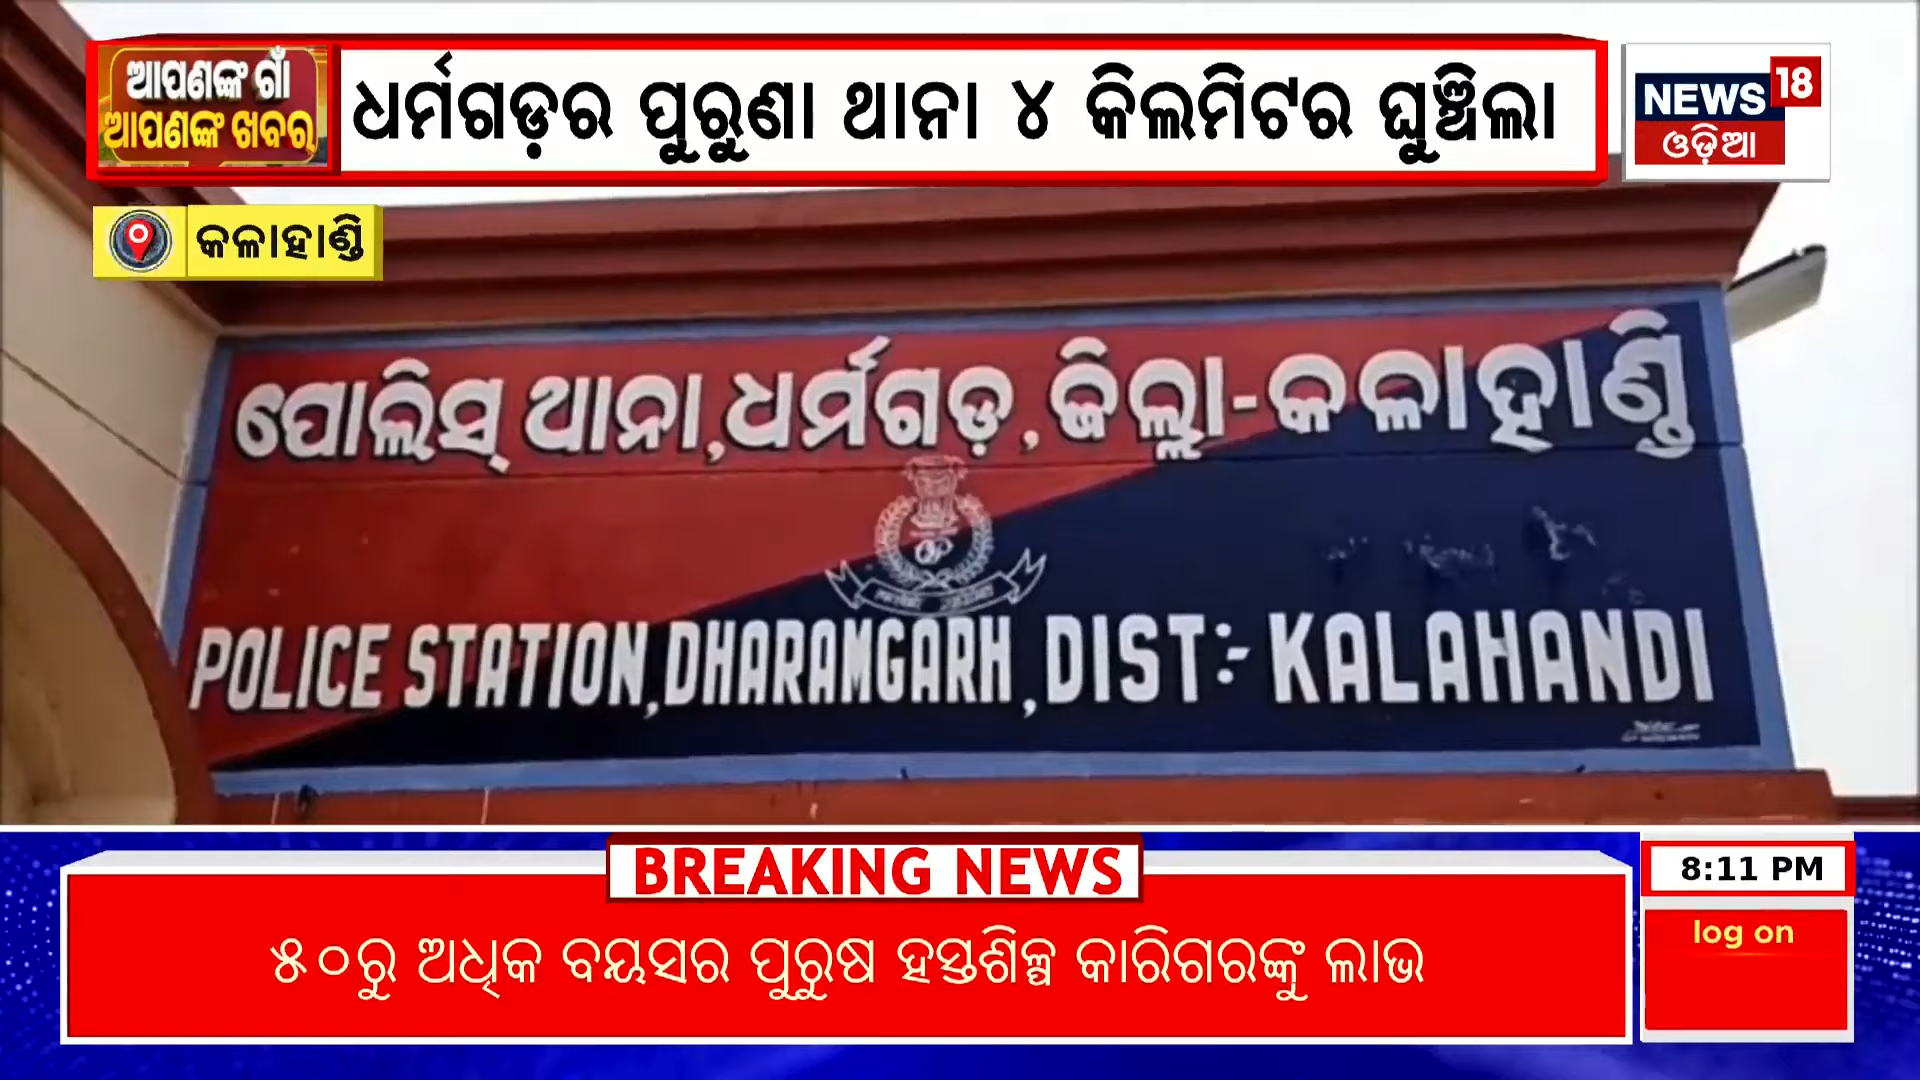 ଆପଣଙ୍କ ଗାଁ
ଆପଣଙ୍କ ଖବର
ଧର୍ମଗଡ଼ର ପୁରୁଣା ଥାନା ୪ କିଲମିଟର ଘୁଞ୍ଚିଲା
NEWS 18
ଓଡ଼ିଆ
କଳାହାଣ୍ଡି
ପୋଲିସ୍ ଥାନା, ଧର୍ମଗଡ଼, ଜିଲ୍ଲା-କଳାହାଣ୍ଡି
POLICE STATION, DHARAMGARH, DIST:- KALAHANDI
BREAKING NEWS
8:11 PM
୫୦ରୁ ଅଧିକ ବୟସର ପୁରୁଷ ହସ୍ତଶିଳ୍ପ କାରିଗରଙ୍କୁ ଲାଭ
log on